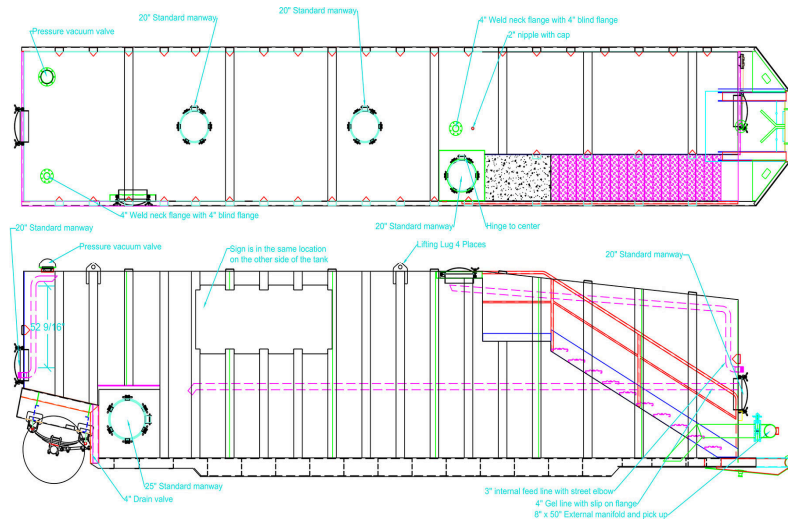 20" Standard manway
20" Standard manway
4" Weld neck flange with 4" blind flange
Pressure vacuum valve
2" nipple with cap
4" Weld neck flange with 4" blind flange
20" Standard manway
Hinge to center
20" Standard manway
Pressure vacuum valve
Sign is in the same location
on the other side of the tank
Lifting Lug 4 Places
20" Standard manway
52 9/16"
25" Standard manway
4" Drain valve
3" internal feed line with street elbow
4" Gel line with slip on flange
8" x 50" External manifold and pick up